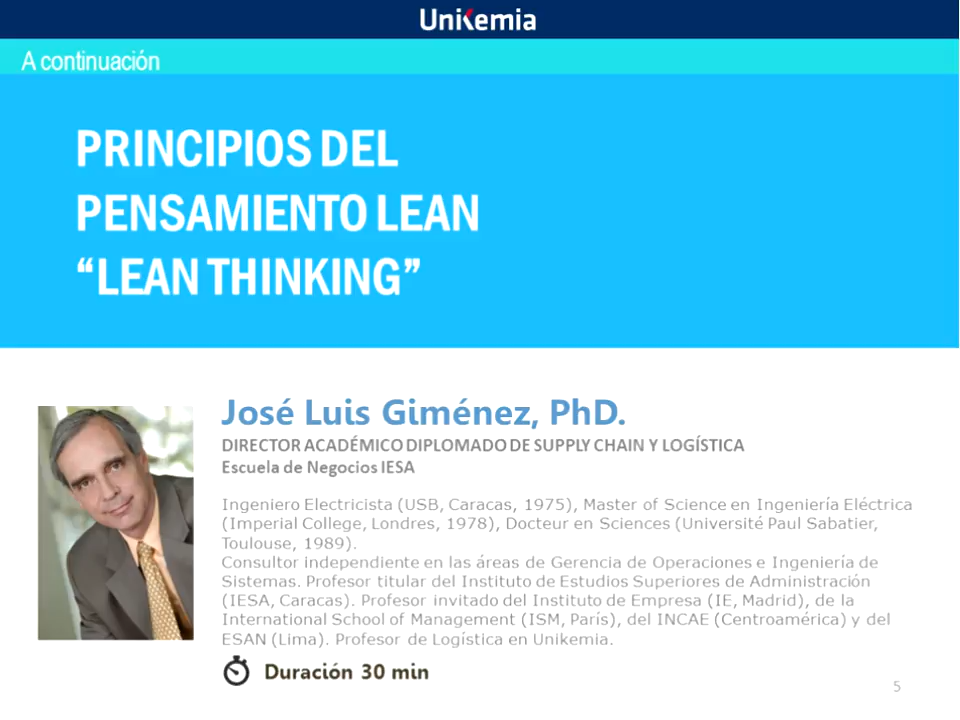 Unikemia
A continuación
PRINCIPIOS DEL
PENSAMIENTO LEAN
“LEAN THINKING”
José Luis Giménez, PhD.
DIRECTOR ACADÉMICO DIPLOMADO DE SUPPLY CHAIN Y LOGÍSTICA
Escuela de Negocios IESA
Ingeniero Electricista (USB, Caracas, 1975), Master of Science en Ingeniería Eléctrica
(Imperial College, Londres, 1978), Docteur en Sciences (Université Paul Sabatier,
Toulouse, 1989).
Consultor independiente en las áreas de Gerencia de Operaciones e Ingeniería de
Sistemas. Profesor titular del Instituto de Estudios Superiores de Administración
(IESA, Caracas). Profesor invitado del Instituto de Empresa (IE, Madrid), de la
International School of Management (ISM, París), del INCAE (Centroamérica) y del
ESAN (Lima). Profesor de Logística en Unikemia.
Duración 30 min
5